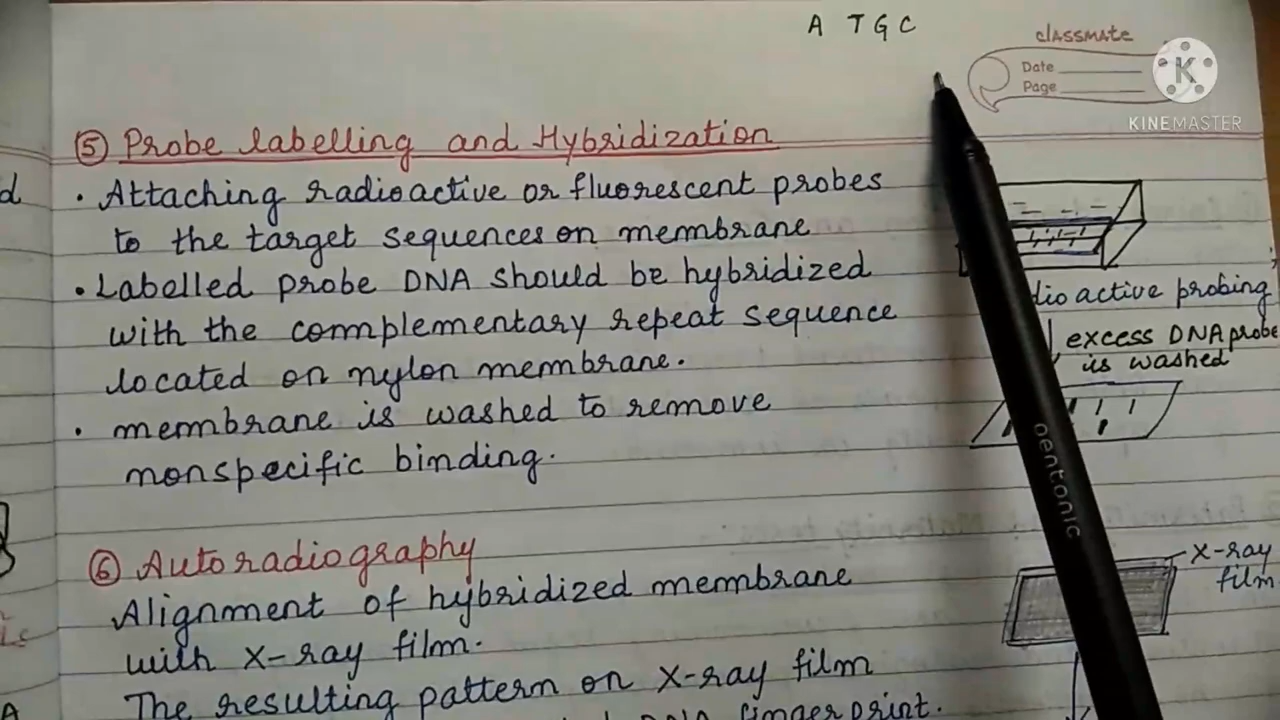 A T G C
classmate
Date
Page
K
KINEMASTER
⑤ Probe labelling and Hybridization
• Attaching radioactive or fluorescent probes
to the target sequences on membrane
• Labelled probe DNA should be hybridized
with the complementary repeat sequence
located on nylon membrane.
• membrane is washed to remove
nonspecific binding.
dio active probing
excess DNA probe
is washed
pentonic
⑥ Autoradiography
Alignment of hybridized membrane
with X-ray film.
The resulting pattern on X-ray film
DNA fingerprint.
X-ray
film
d
A